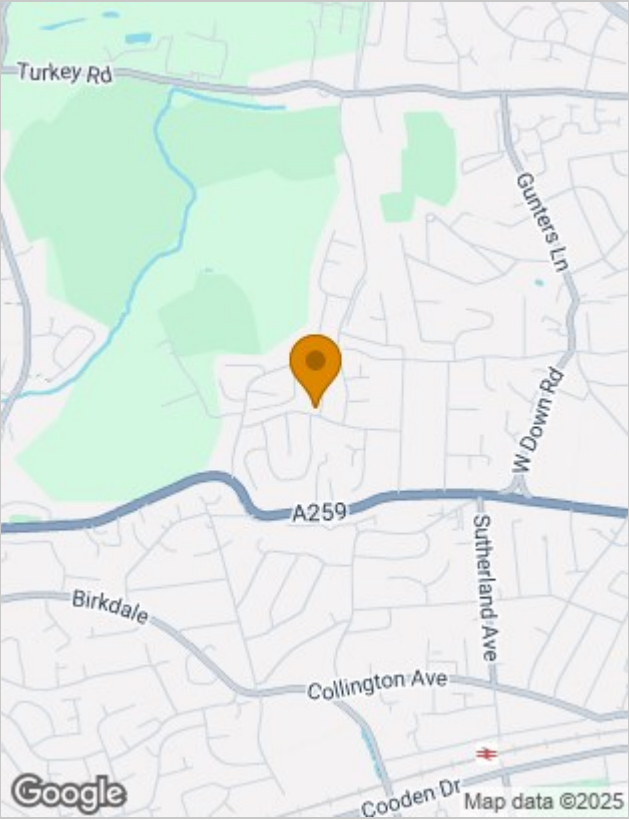 Turkey Rd
Gunters Ln
W Down Rd
A259
Sutherland Ave
Birkdale
Collington Ave
Cooden Dr
Google
Map data ©2025